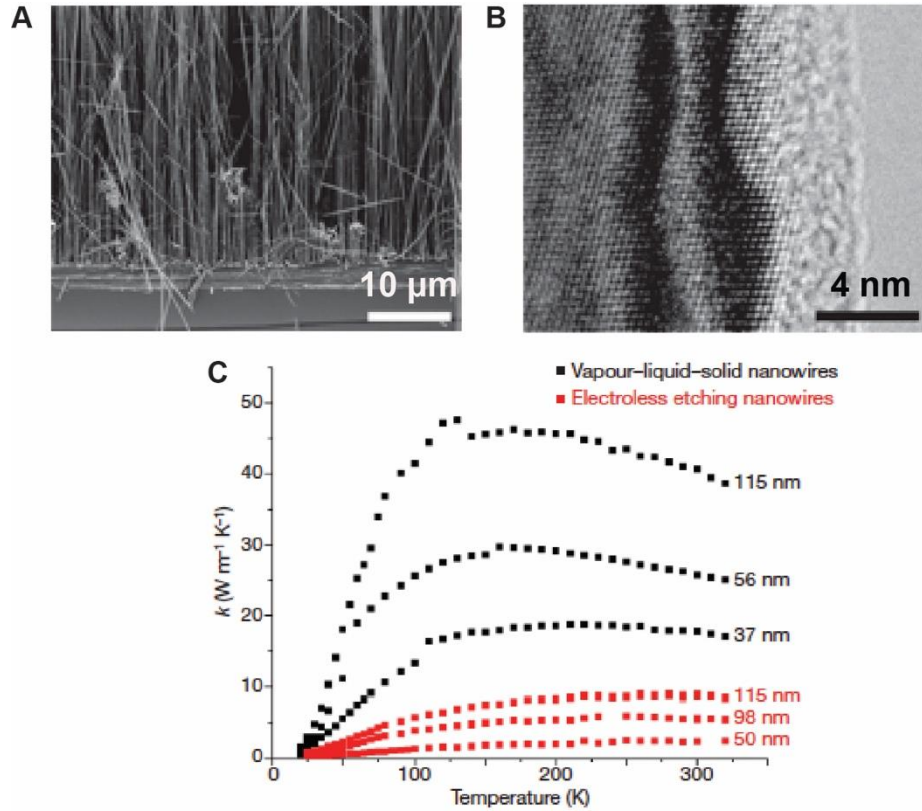 A
B
10 μm
4 nm
C
Vapour–liquid–solid nanowires
Electroless etching nanowires
50
40
30
20
10
0
k (W m⁻¹ K⁻¹)
115 nm
56 nm
37 nm
115 nm
98 nm
50 nm
100
200
300
Temperature (K)